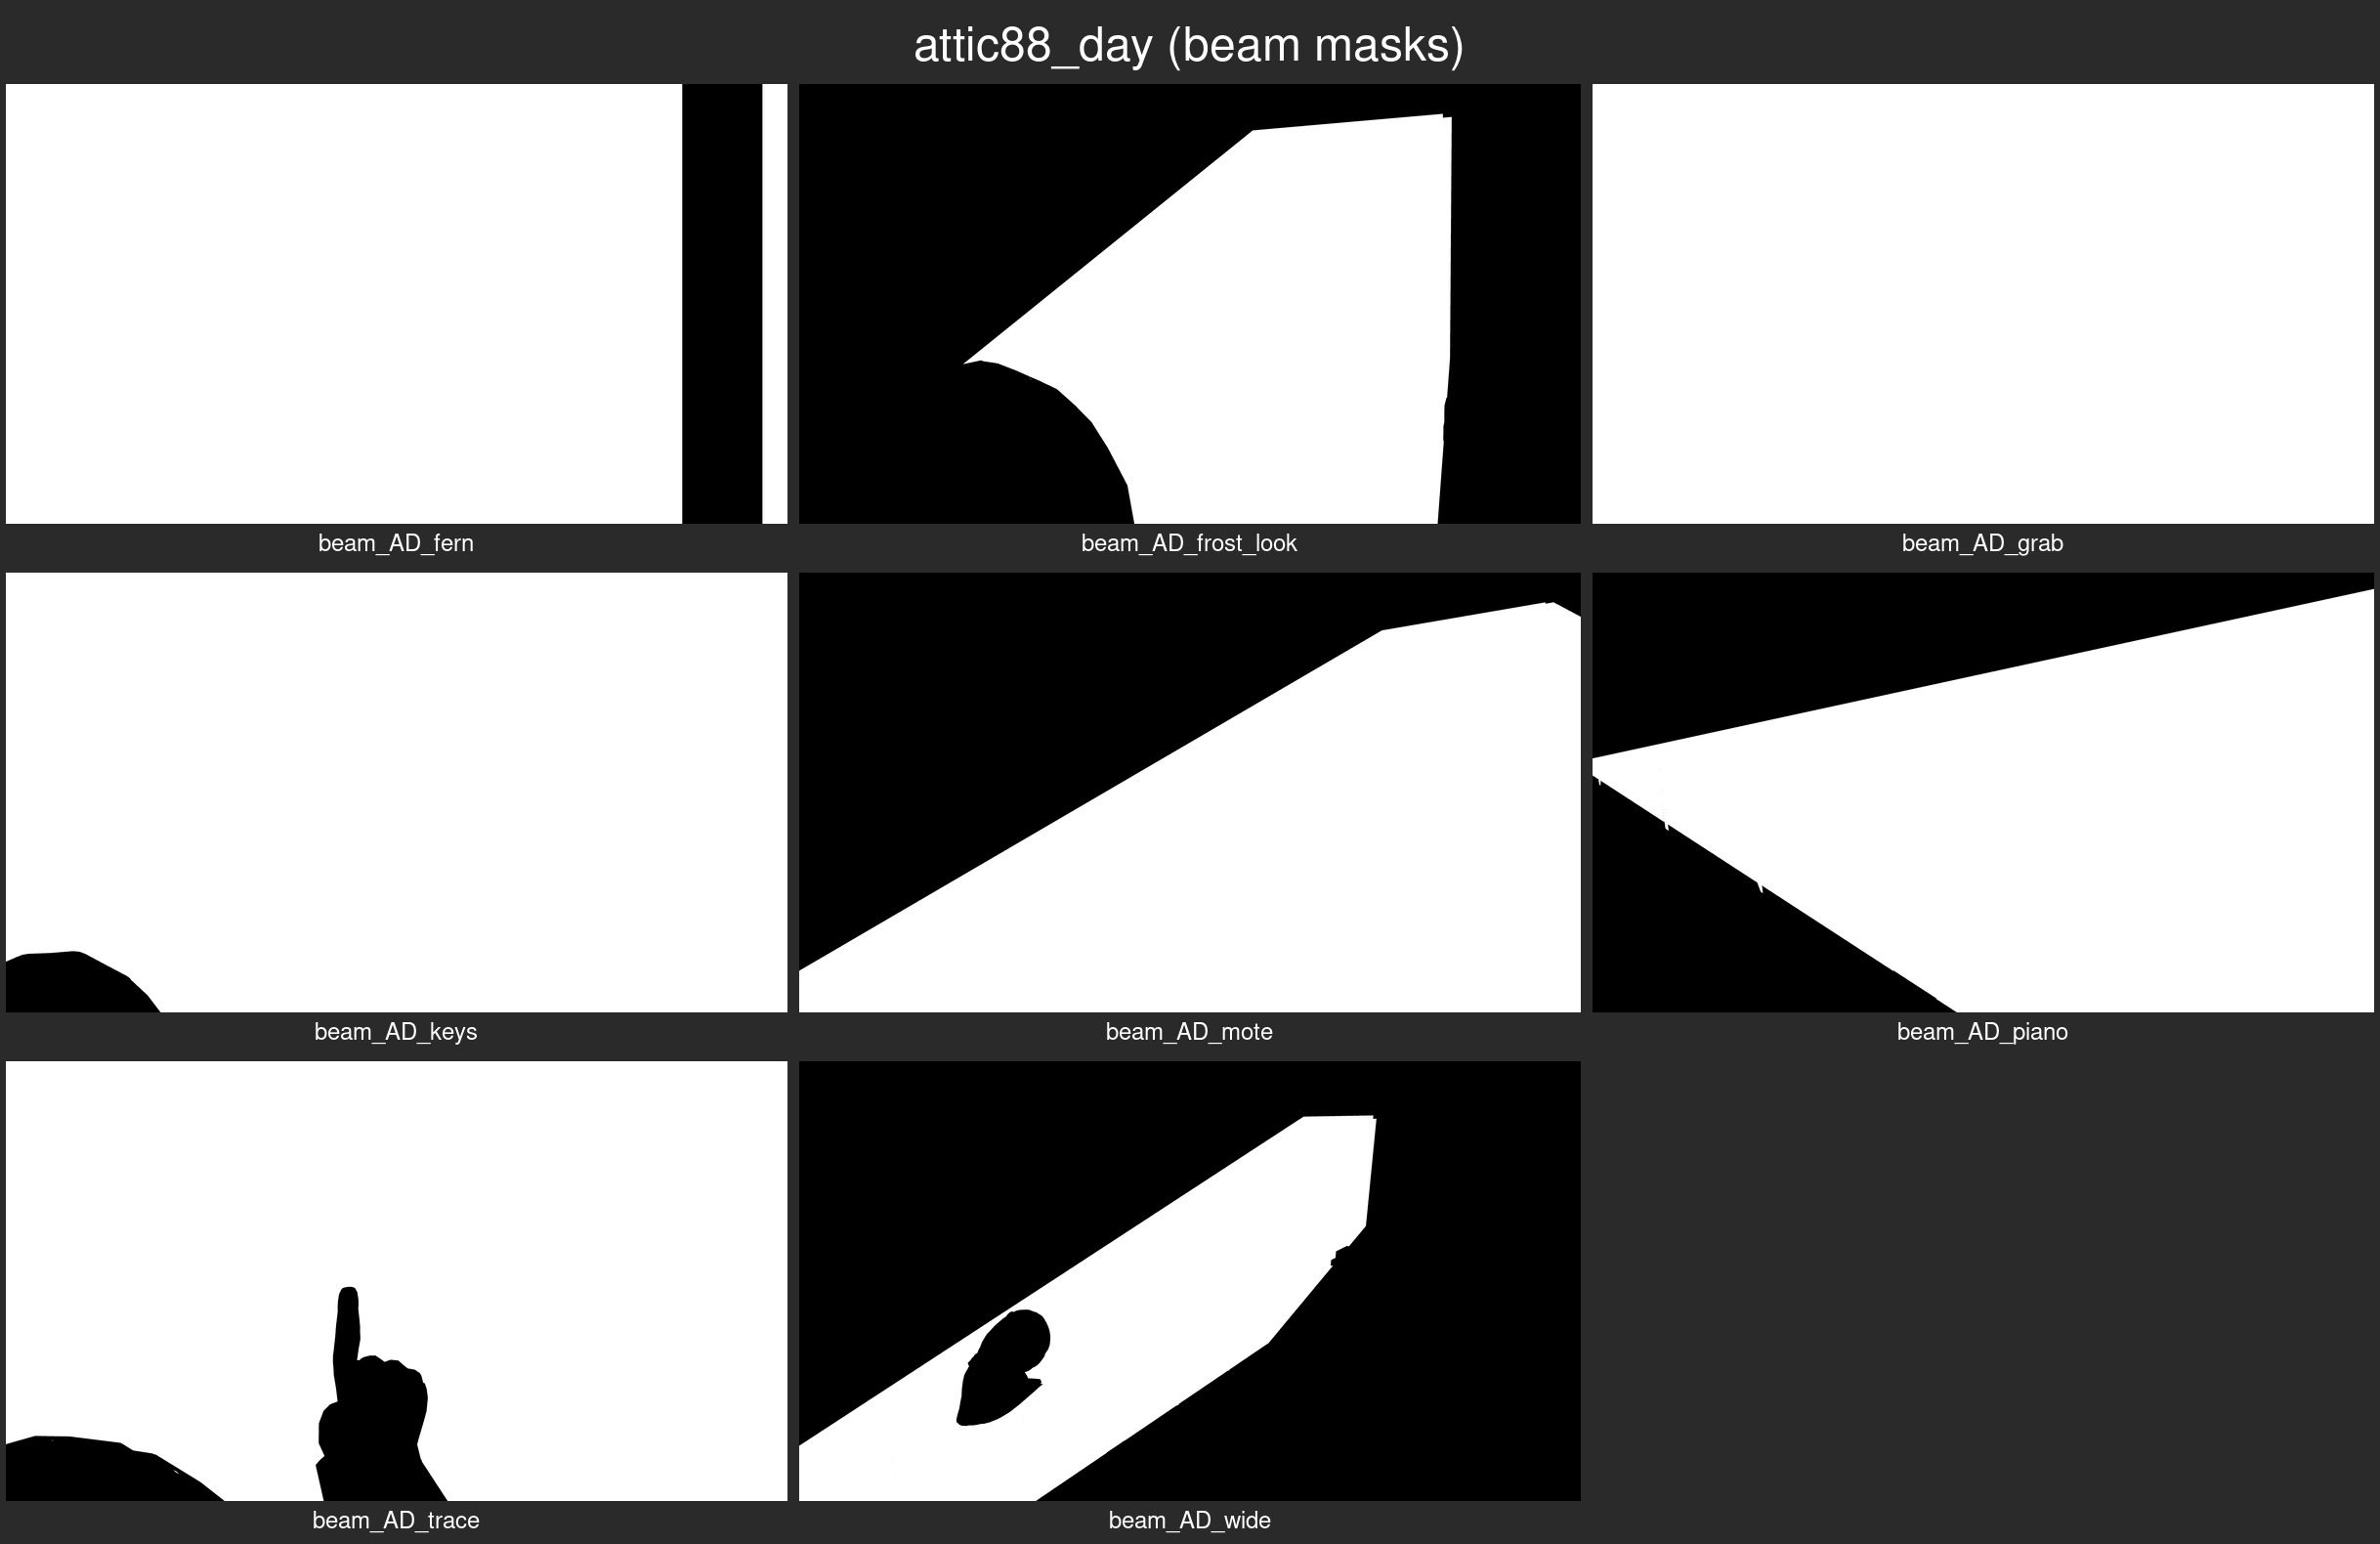 attic88_day (beam masks)
beam_AD_fern
beam_AD_frost_look
beam_AD_grab
beam_AD_keys
beam_AD_mote
beam_AD_piano
beam_AD_trace
beam_AD_wide